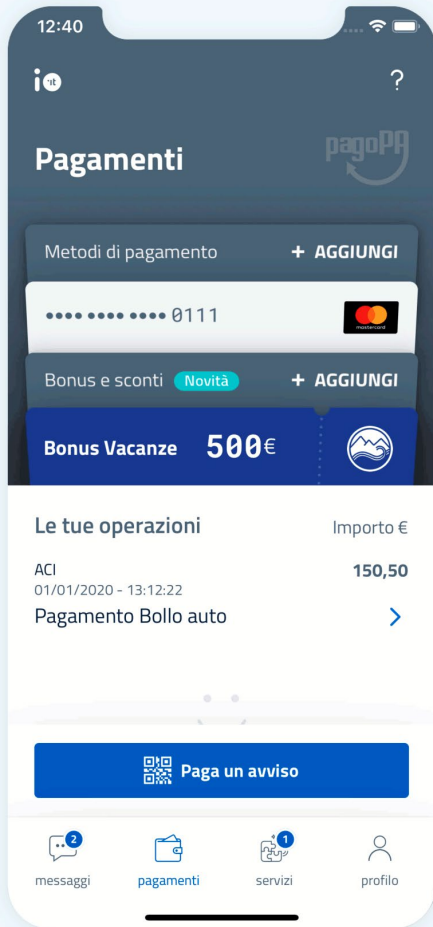 12:40
io it
?
Pagamenti
pagoPA
Metodi di pagamento + AGGIUNGI
•••• •••• •••• 0111
mastercard
Bonus e sconti Novità + AGGIUNGI
Bonus Vacanze 500€
Le tue operazioni Importo €
ACI 150,50
01/01/2020 - 13:12:22
Pagamento Bollo auto
Paga un avviso
2 1
messaggi pagamenti servizi profilo